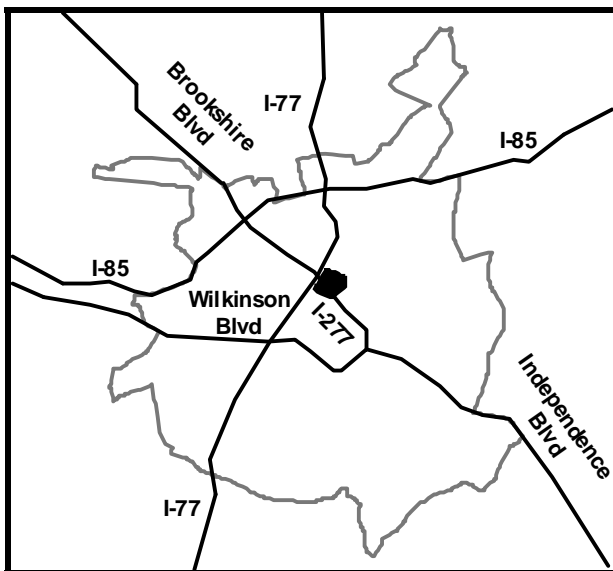 Brookshire
Blvd
I-77
I-85
I-85
Wilkinson
Blvd
I-277
Independence
Blvd
I-77